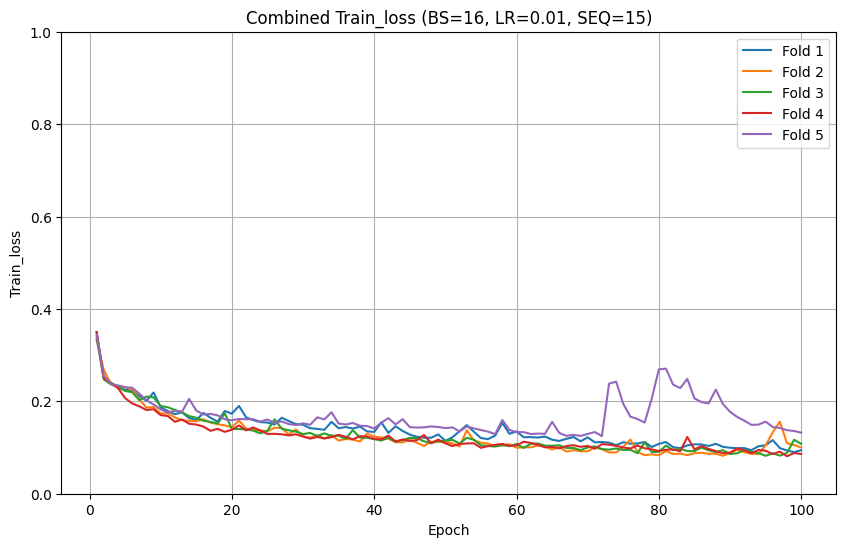 Combined Train_loss (BS=16, LR=0.01, SEQ=15)
Train_loss
1.0
0.8
0.6
0.4
0.2
0.0
Fold 1
Fold 2
Fold 3
Fold 4
Fold 5
0 20 40 60 80 100
Epoch